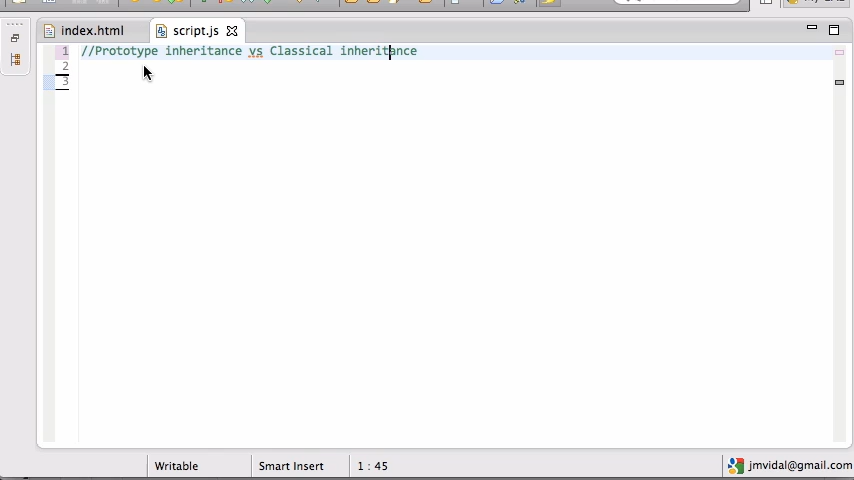 index.html
script.js
1 //Prototype inheritance vs Classical inheritance
2
3
Writable
Smart Insert
1 : 45
jmvidal@gmail.com